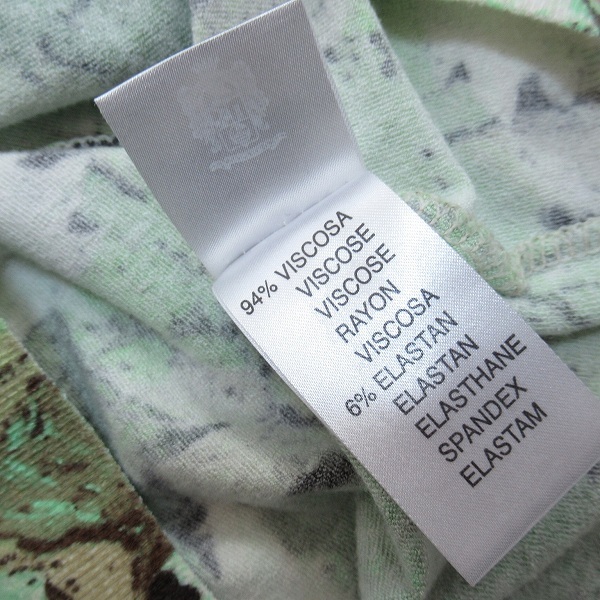 94% VISCOSA
VISCOSE
VISCOSE
RAYON
VISCOSA
6% ELASTAN
ELASTAN
ELASTHANE
SPANDEX
ELASTAM